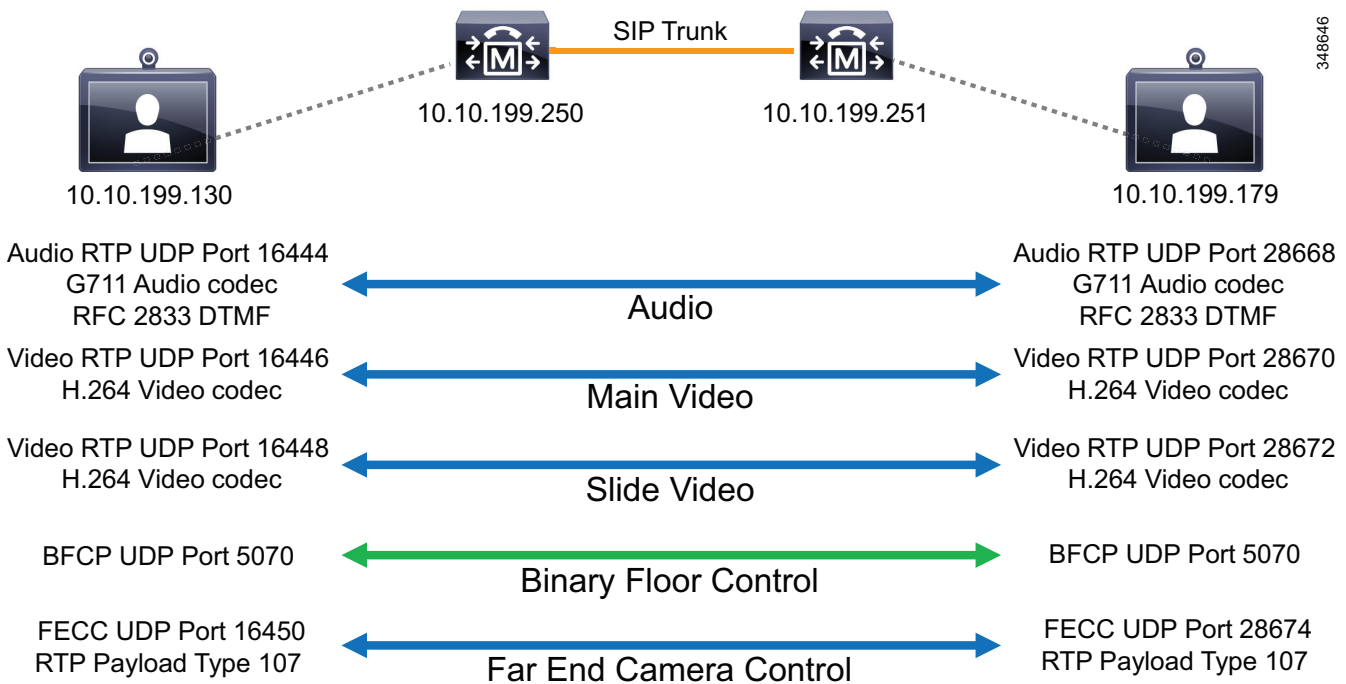 SIP Trunk
348646
M
M
10.10.199.250
10.10.199.251
10.10.199.130
10.10.199.179
Audio RTP UDP Port 16444
G711 Audio codec
RFC 2833 DTMF
Audio
Audio RTP UDP Port 28668
G711 Audio codec
RFC 2833 DTMF
Video RTP UDP Port 16446
H.264 Video codec
Main Video
Video RTP UDP Port 28670
H.264 Video codec
Video RTP UDP Port 16448
H.264 Video codec
Slide Video
Video RTP UDP Port 28672
H.264 Video codec
BFCP UDP Port 5070
Binary Floor Control
BFCP UDP Port 5070
FECC UDP Port 16450
RTP Payload Type 107
Far End Camera Control
FECC UDP Port 28674
RTP Payload Type 107